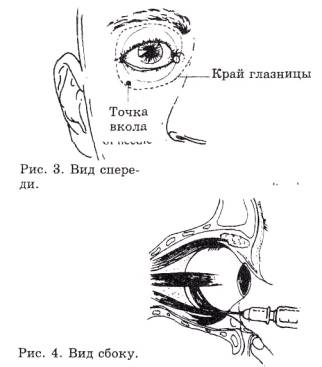 Край глазницы
Точка
вкола
Рис. 3. Вид спере-
ди.
Рис. 4. Вид сбоку.